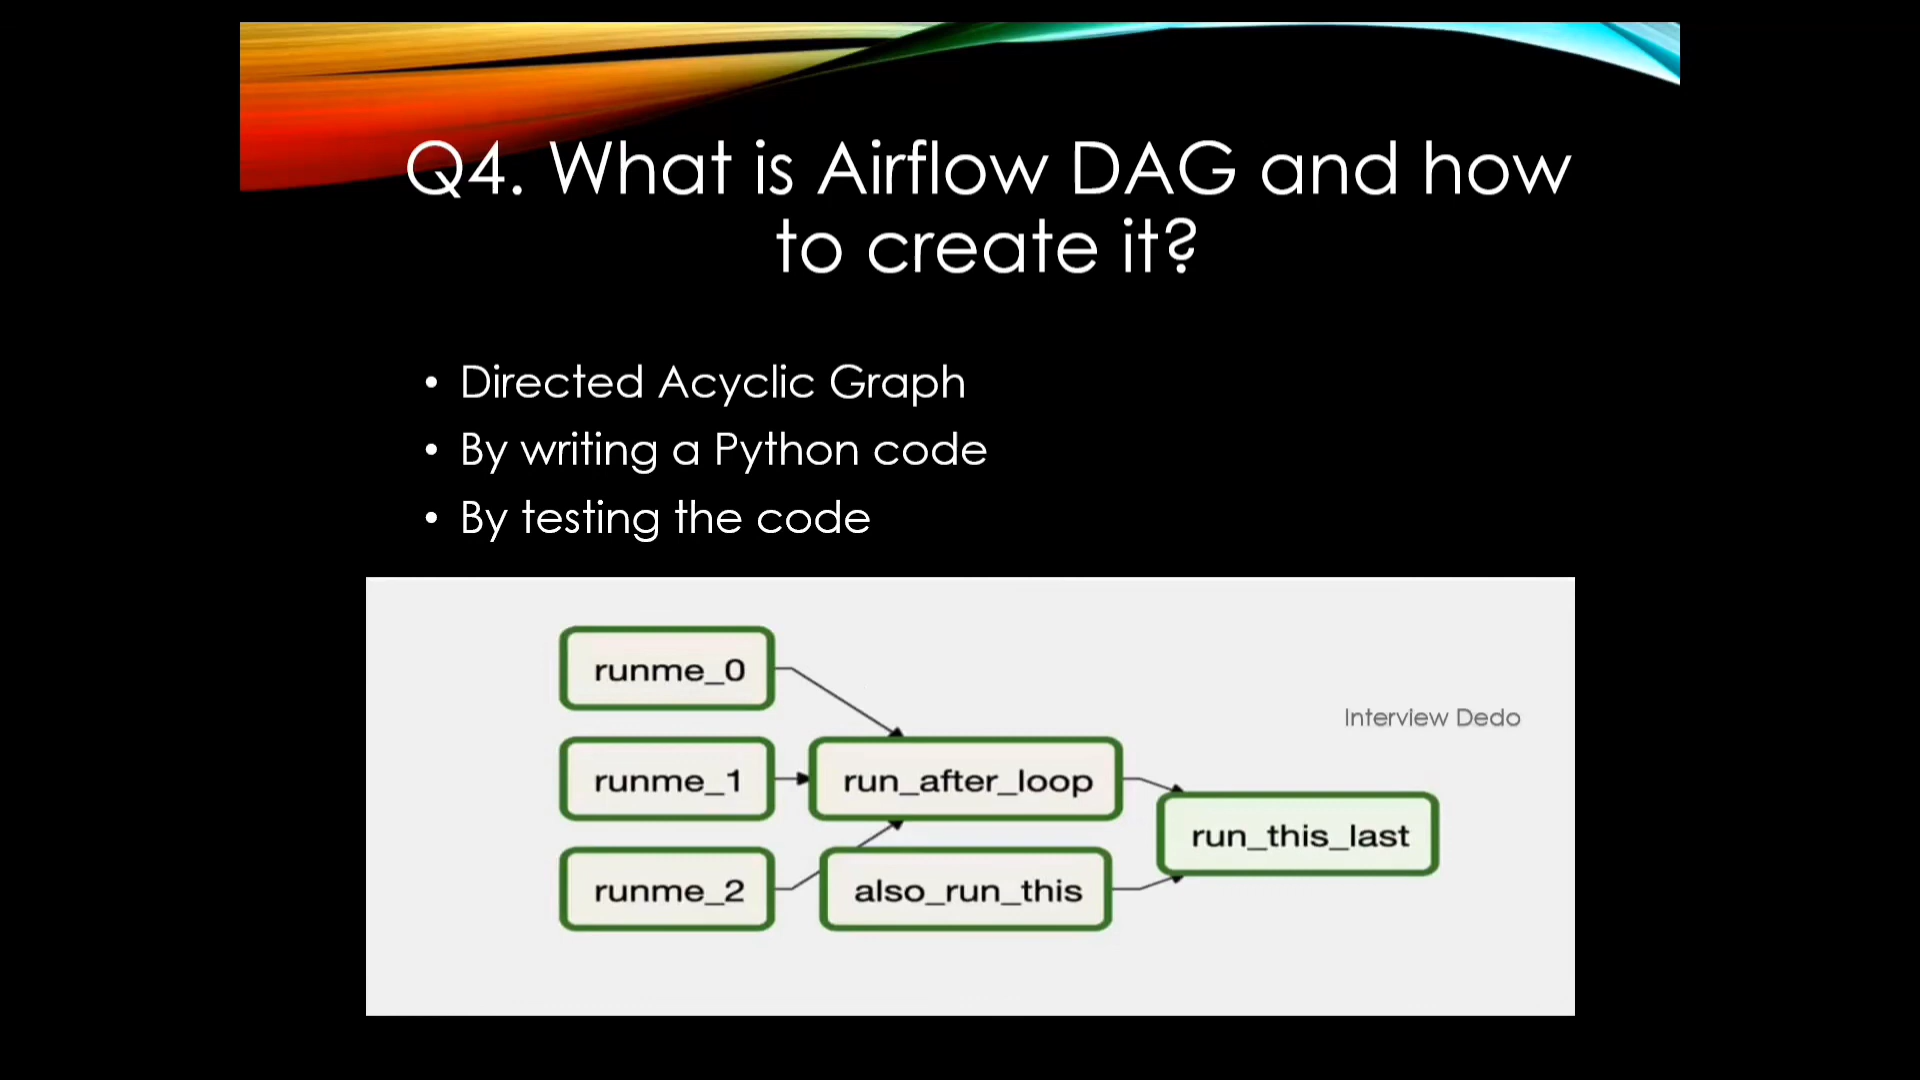 Q4. What is Airflow DAG and how
to create it?
• Directed Acyclic Graph
• By writing a Python code
• By testing the code
runme_0
Interview Dedo
runme_1
run_after_loop
run_this_last
runme_2
also_run_this